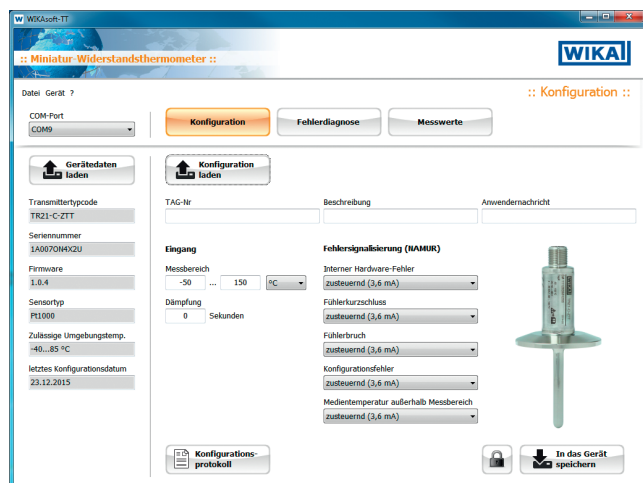 WIKAsoft-TT
:: Miniatur-Widerstandsthermometer ::
WIKA
Datei Gerät ?
:: Konfiguration ::
COM-Port
COM9
Konfiguration
Fehlerdiagnose
Messwerte
Gerätedaten
laden
Konfiguration
laden
Transmittertypcode
TR21-C-ZTT
Seriennummer
1A007ON4X2U
Firmware
1.0.4
Sensortyp
Pt1000
Zulässige Umgebungstemp.
-40...85 °C
letztes Konfigurationsdatum
23.12.2015
TAG-Nr
Beschreibung
Anwendernachricht
Eingang
Messbereich
-50 ... 150 °C
Dämpfung
0 Sekunden
Fehlersignalisierung (NAMUR)
Interner Hardware-Fehler
zusteuernd (3,6 mA)
Fühlerkurzschluss
zusteuernd (3,6 mA)
Fühlerbruch
zusteuernd (3,6 mA)
Konfigurationsfehler
zusteuernd (3,6 mA)
Medientemperatur außerhalb Messbereich
zusteuernd (3,6 mA)
Konfigurations-
protokoll
In das Gerät
speichern